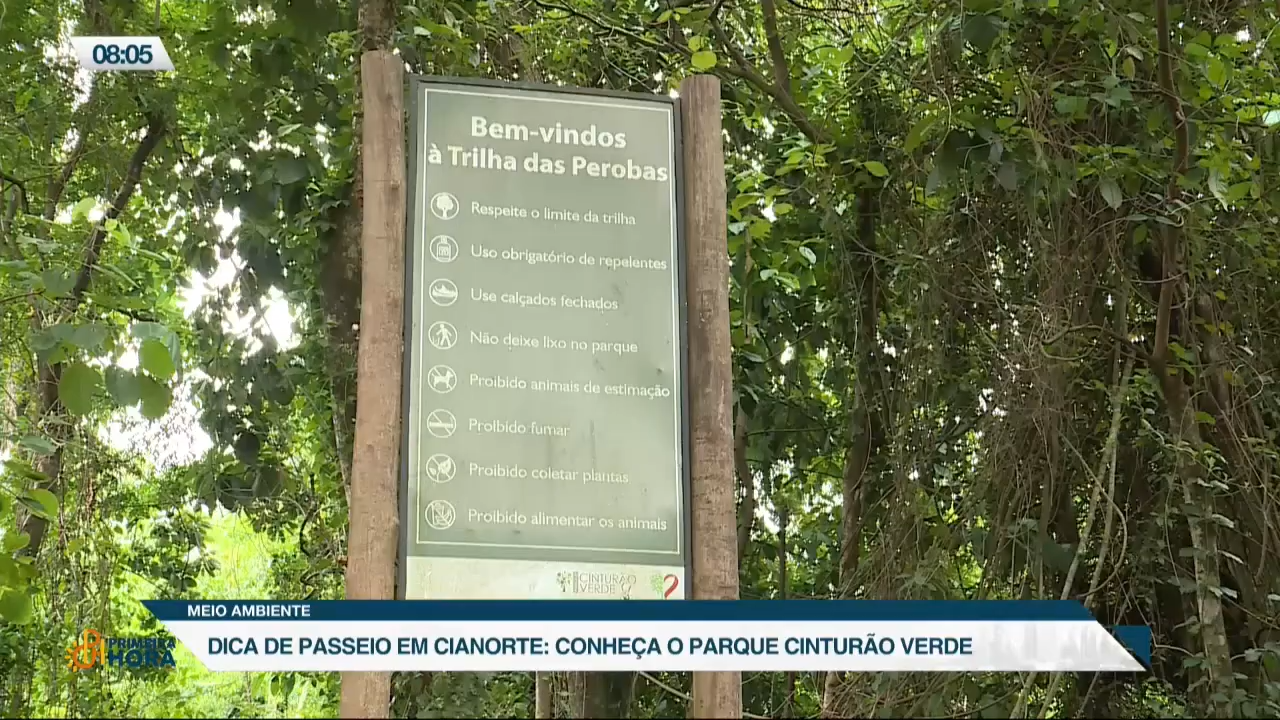 08:05
Bem-vindos
à Trilha das Perobas
Respeite o limite da trilha
Uso obrigatório de repelentes
Use calçados fechados
Não deixe lixo no parque
Proibido animais de estimação
Proibido fumar
Proibido coletar plantas
Proibido alimentar os animais
CINTURÃO
VERDE
MEIO AMBIENTE
PRIMEIRA
HORA
DICA DE PASSEIO EM CIANORTE: CONHEÇA O PARQUE CINTURÃO VERDE